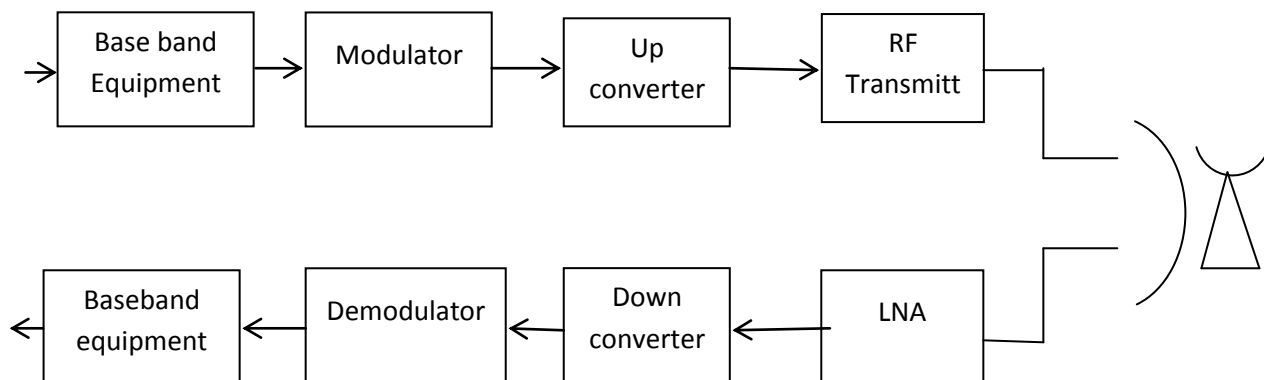 Base band
Equipment
Modulator
Up
converter
RF
Transmitt
Baseband
equipment
Demodulator
Down
converter
LNA